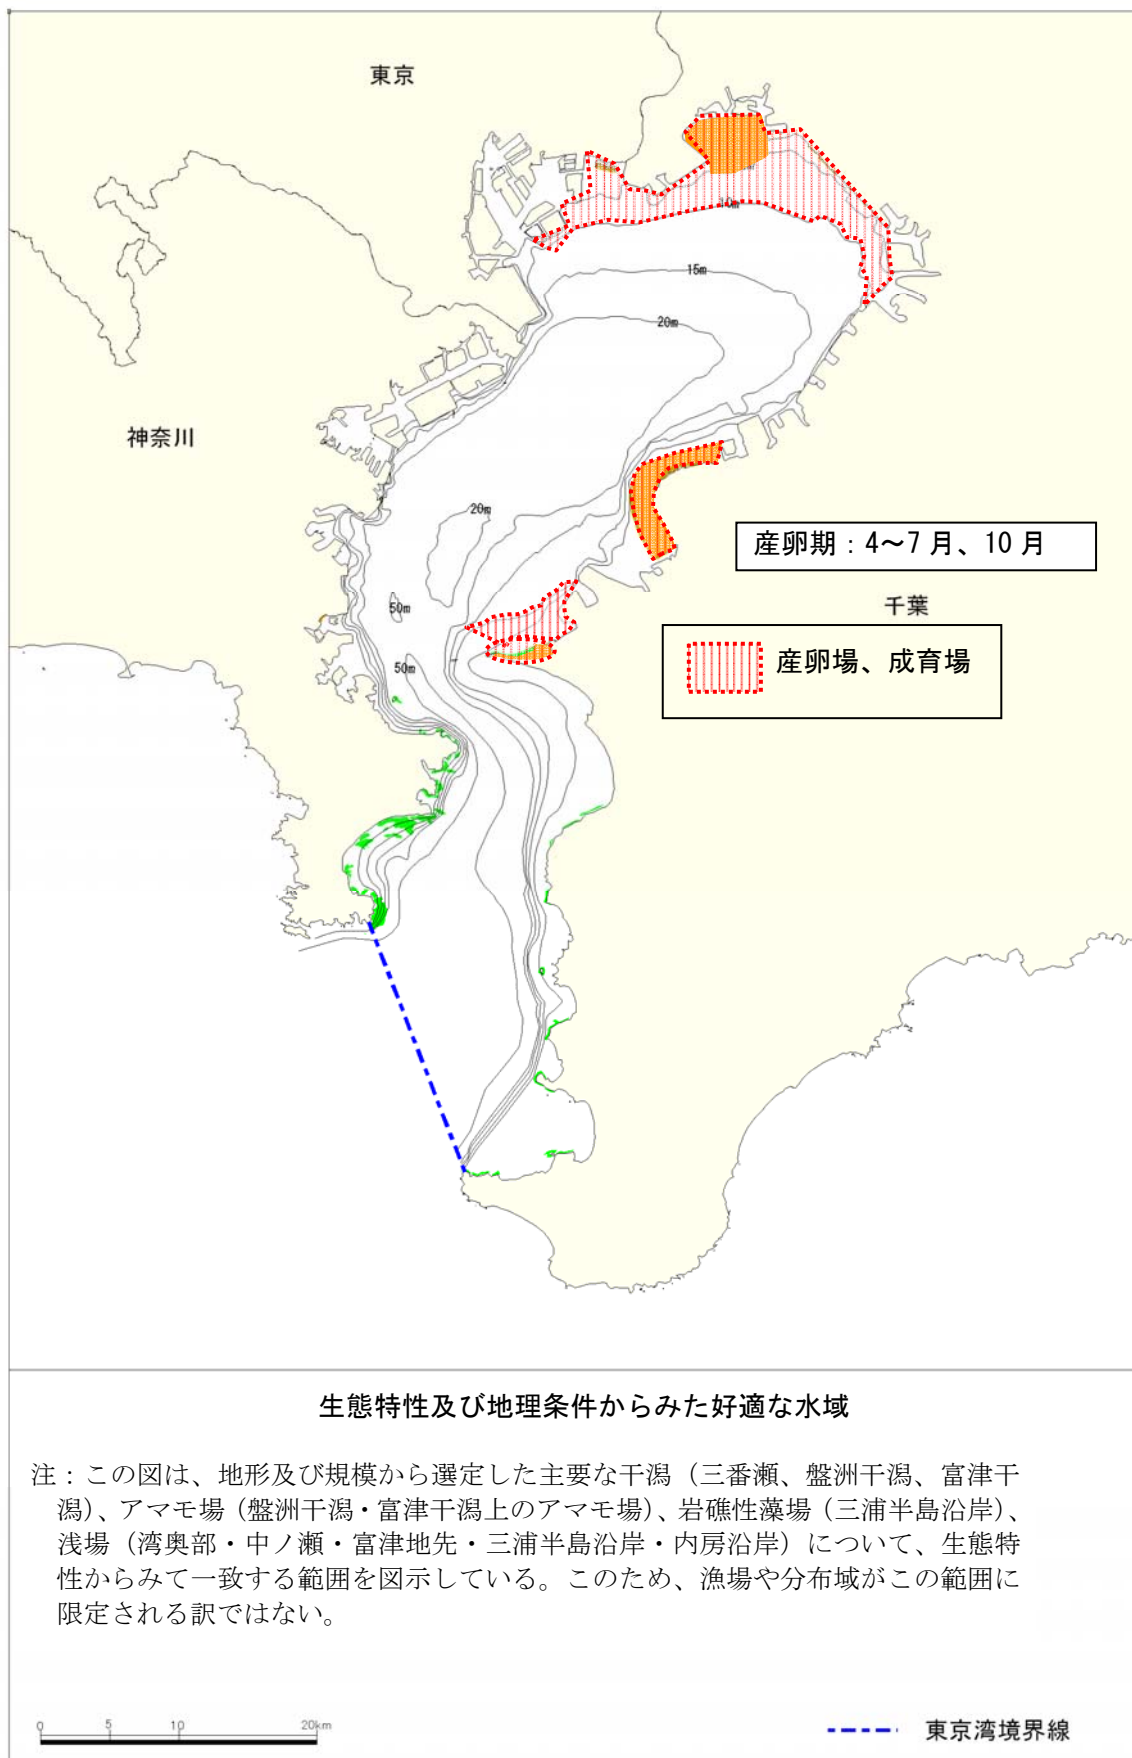 東京
10m
15m
20m
神奈川
20m
産卵期：4～7 月、10 月
50m
千葉
産卵場、成育場
50m
生態特性及び地理条件からみた好適な水域
注：この図は、地形及び規模から選定した主要な干潟（三番瀬、盤洲干潟、富津干
潟）、アマモ場（盤洲干潟・富津干潟上のアマモ場）、岩礁性藻場（三浦半島沿岸）、
浅場（湾奥部・中ノ瀬・富津地先・三浦半島沿岸・内房沿岸）について、生態特
性からみて一致する範囲を図示している。このため、漁場や分布域がこの範囲に
限定される訳ではない。
0 5 10 20km
東京湾境界線